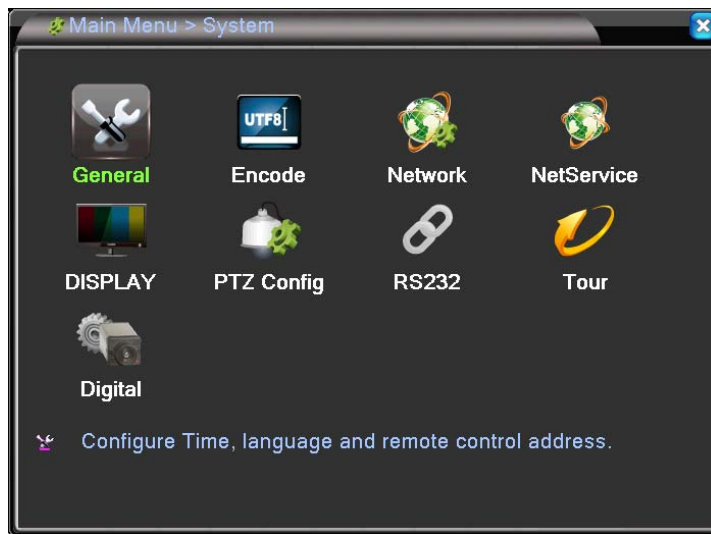 Main Menu > System
UTF8
General Encode Network NetService
DISPLAY PTZ Config RS232 Tour
Digital
Configure Time, language and remote control address.